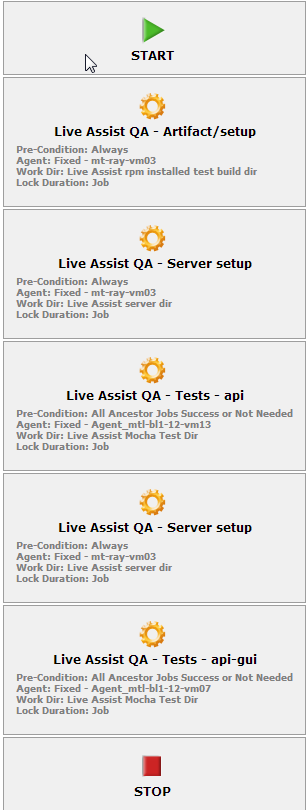 START
Live Assist QA - Artifact/setup
Pre-Condition: Always
Agent: Fixed - mt-ray-vm03
Work Dir: Live Assist rpm installed test build dir
Lock Duration: Job
Live Assist QA - Server setup
Pre-Condition: Always
Agent: Fixed - mt-ray-vm03
Work Dir: Live Assist server dir
Lock Duration: Job
Live Assist QA - Tests - api
Pre-Condition: All Ancestor Jobs Success or Not Needed
Agent: Fixed - Agent_mtl-bl1-12-vm13
Work Dir: Live Assist Mocha Test Dir
Lock Duration: Job
Live Assist QA - Server setup
Pre-Condition: Always
Agent: Fixed - mt-ray-vm03
Work Dir: Live Assist server dir
Lock Duration: Job
Live Assist QA - Tests - api-gui
Pre-Condition: All Ancestor Jobs Success or Not Needed
Agent: Fixed - Agent_mtl-bl1-12-vm07
Work Dir: Live Assist Mocha Test Dir
Lock Duration: Job
STOP